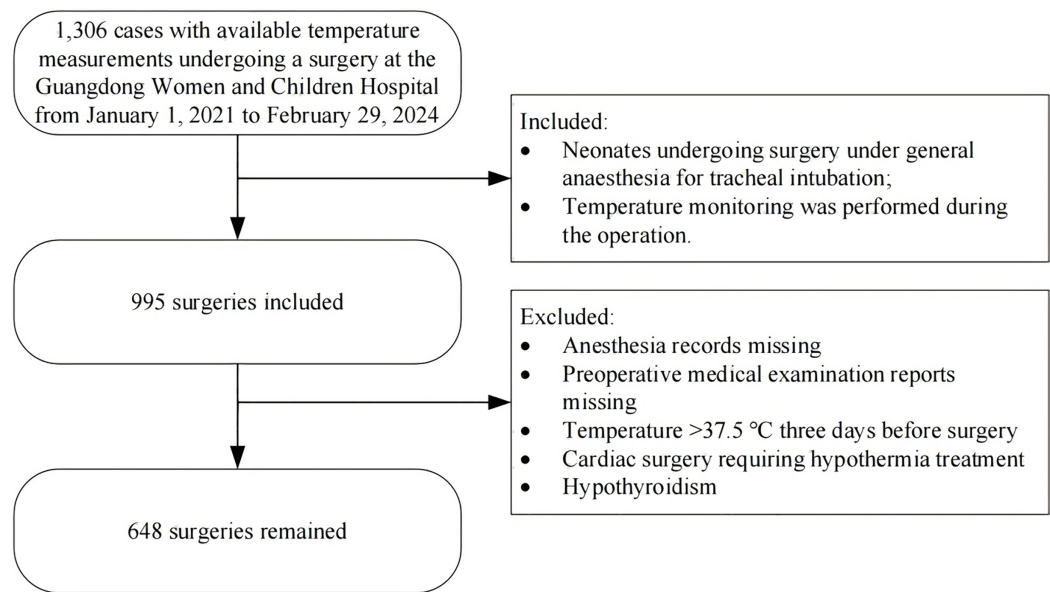 1,306 cases with available temperature
measurements undergoing a surgery at the
Guangdong Women and Children Hospital
from January 1, 2021 to February 29, 2024
Included:
• Neonates undergoing surgery under general
anaesthesia for tracheal intubation;
• Temperature monitoring was performed during
the operation.
995 surgeries included
Excluded:
• Anesthesia records missing
• Preoperative medical examination reports
missing
• Temperature >37.5 ℃ three days before surgery
• Cardiac surgery requiring hypothermia treatment
• Hypothyroidism
648 surgeries remained